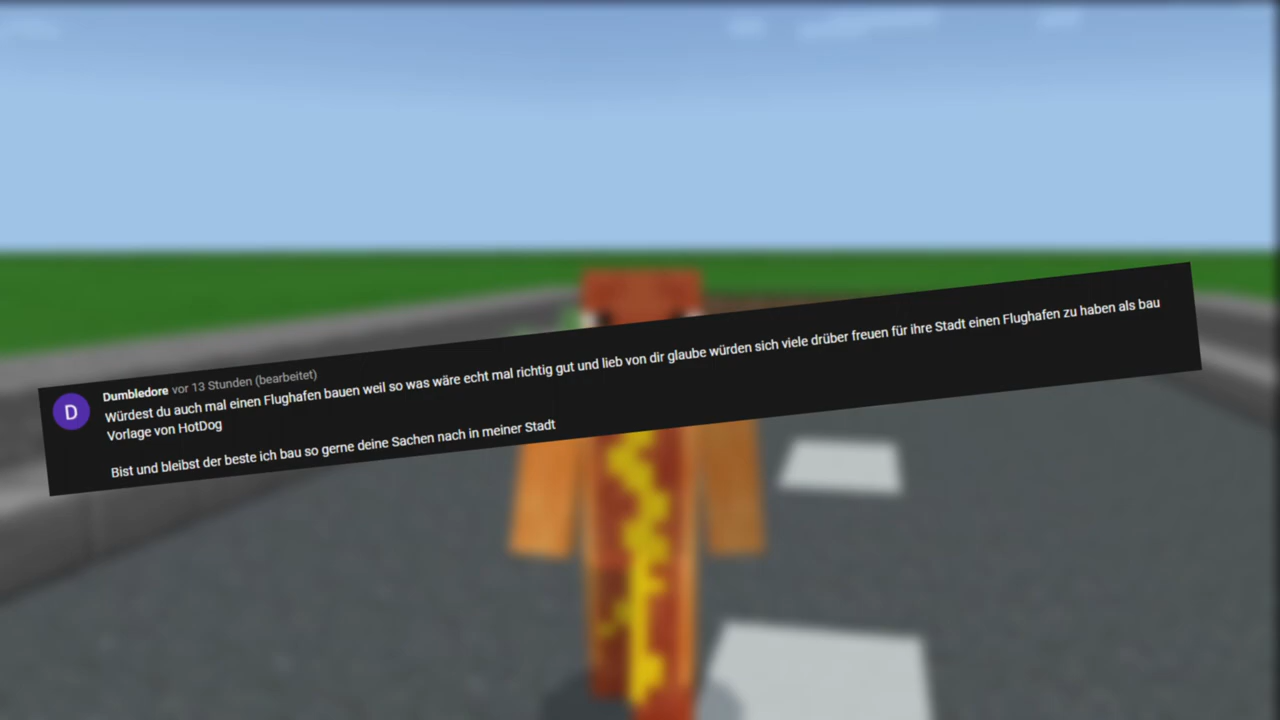 D
Dumbledore vor 13 Stunden (bearbeitet)
Würdest du auch mal einen Flughafen bauen weil so was wäre echt mal richtig gut und lieb von dir glaube würden sich viele drüber freuen für ihre Stadt einen Flughafen zu haben als bau
Vorlage von HotDog
Bist und bleibst der beste ich bau so gerne deine Sachen nach in meiner Stadt